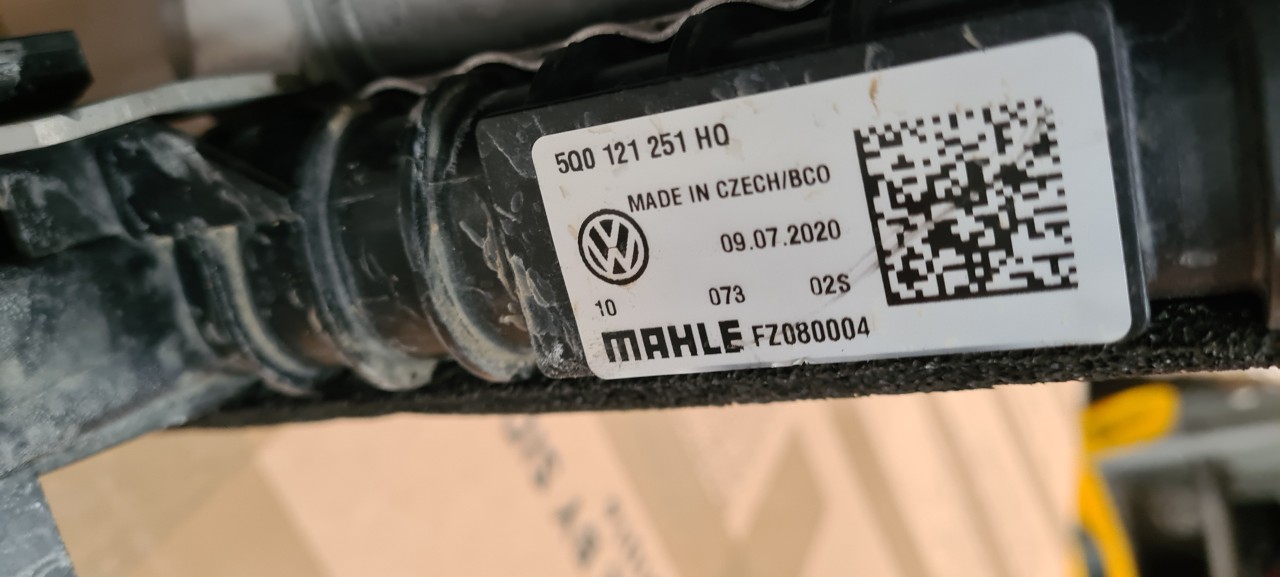 5Q0 121 251 HQ
MADE IN CZECH/BCO
09.07.2020
10 073 02S
MAHLE FZ080004